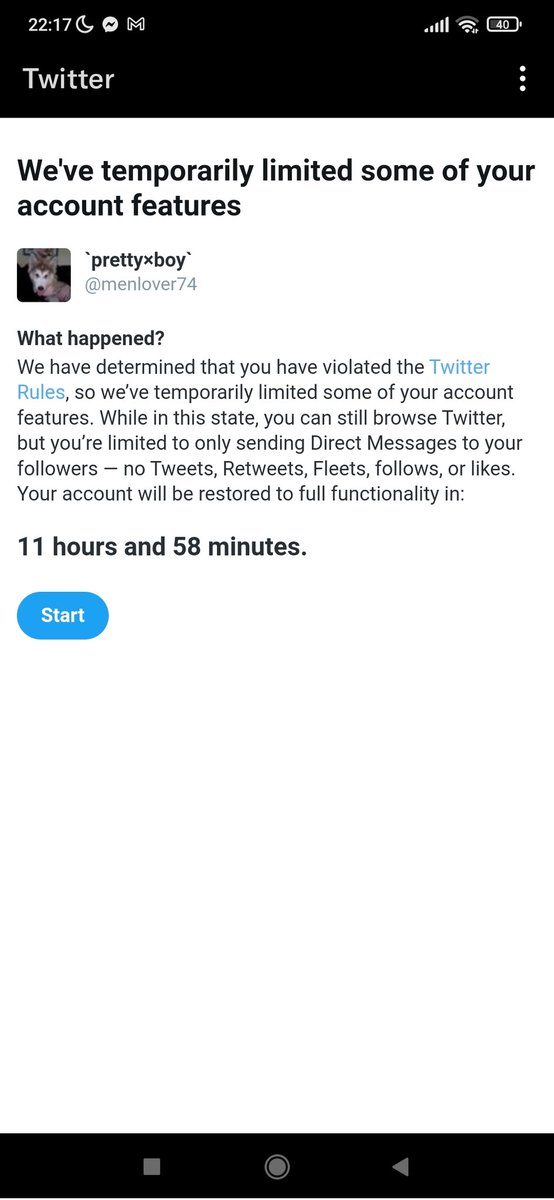 22:17
40
Twitter
We've temporarily limited some of your
account features
`pretty×boy`
@menlover74
What happened?
We have determined that you have violated the Twitter
Rules, so we’ve temporarily limited some of your account
features. While in this state, you can still browse Twitter,
but you’re limited to only sending Direct Messages to your
followers — no Tweets, Retweets, Fleets, follows, or likes.
Your account will be restored to full functionality in:
11 hours and 58 minutes.
Start